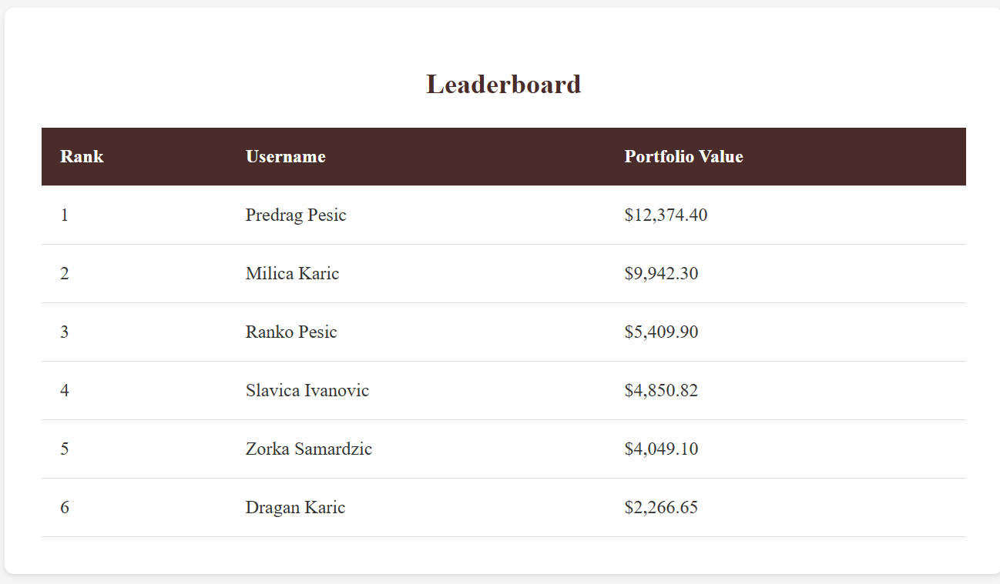 Leaderboard
Rank Username Portfolio Value
1 Predrag Pesic $12,374.40
2 Milica Karic $9,942.30
3 Ranko Pesic $5,409.90
4 Slavica Ivanovic $4,850.82
5 Zorka Samardzic $4,049.10
6 Dragan Karic $2,266.65